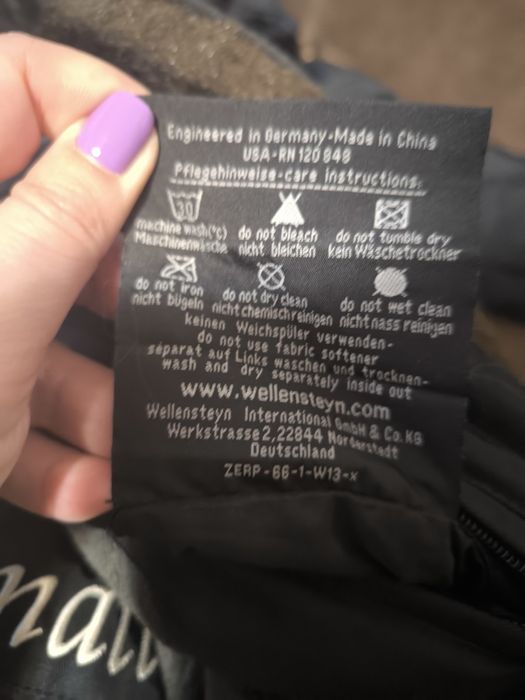 Engineered in Germany-Made in China
USA-RN 120 848
Pflegehinweise-care instructions:
30
machine wash(°c) do not bleach do not tumble dry
Maschinenwäsche nicht bleichen kein Wäschetrockner
do not iron do not dry clean do not wet clean
nicht bügeln nicht chemisch reinigen nicht nass reinigen
keinen Weichspüler verwenden-
do not use fabric softener
separat auf Links waschen und trocknen-
wash and dry separately inside out
www.wellensteyn.com
Wellensteyn International GmbH & Co.KG
Werkstrasse 2, 22844 Norderstedt
Deutschland
ZERP-66-1-W13-x